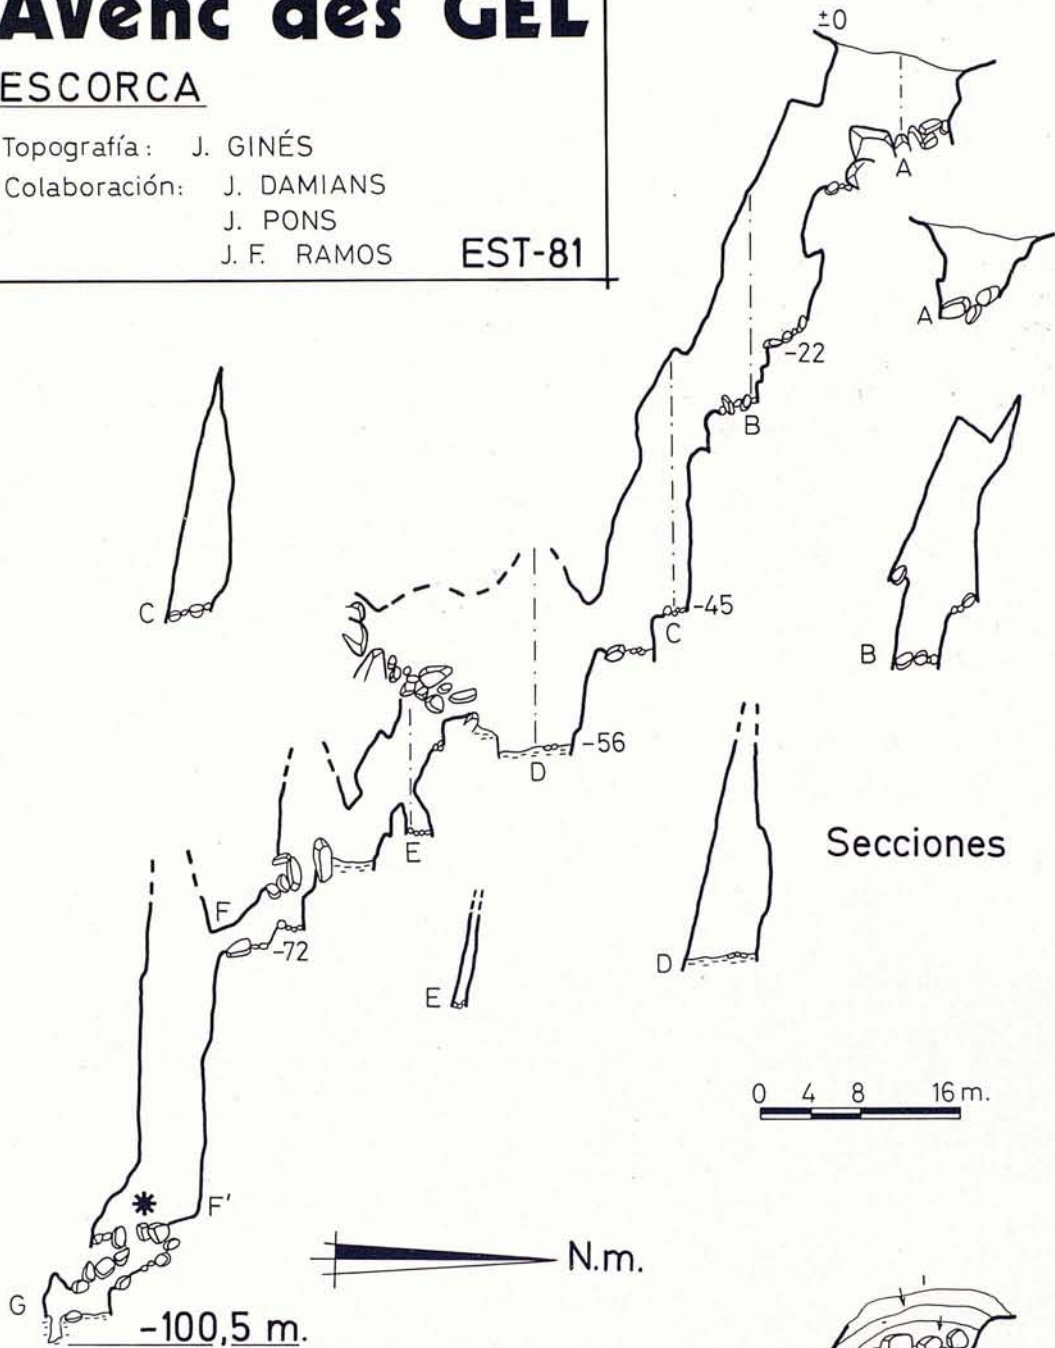 Avenc des GEL
ESCORCA
Topografía: J. GINÉS
Colaboración: J. DAMIANS
J. PONS
J. F. RAMOS
EST-81
±0
A
A
-22
B
C
-45
C
B
-56
D
Secciones
E
F
-72
D
E
0 4 8 16 m.
F'
N.m.
G
-100,5 m.